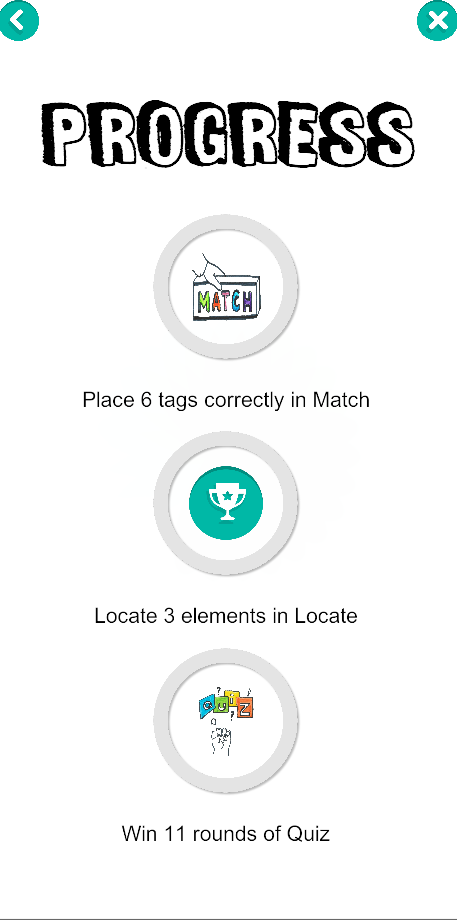 PROGRESS
MATCH
Place 6 tags correctly in Match
Locate 3 elements in Locate
QUIZ
Win 11 rounds of Quiz